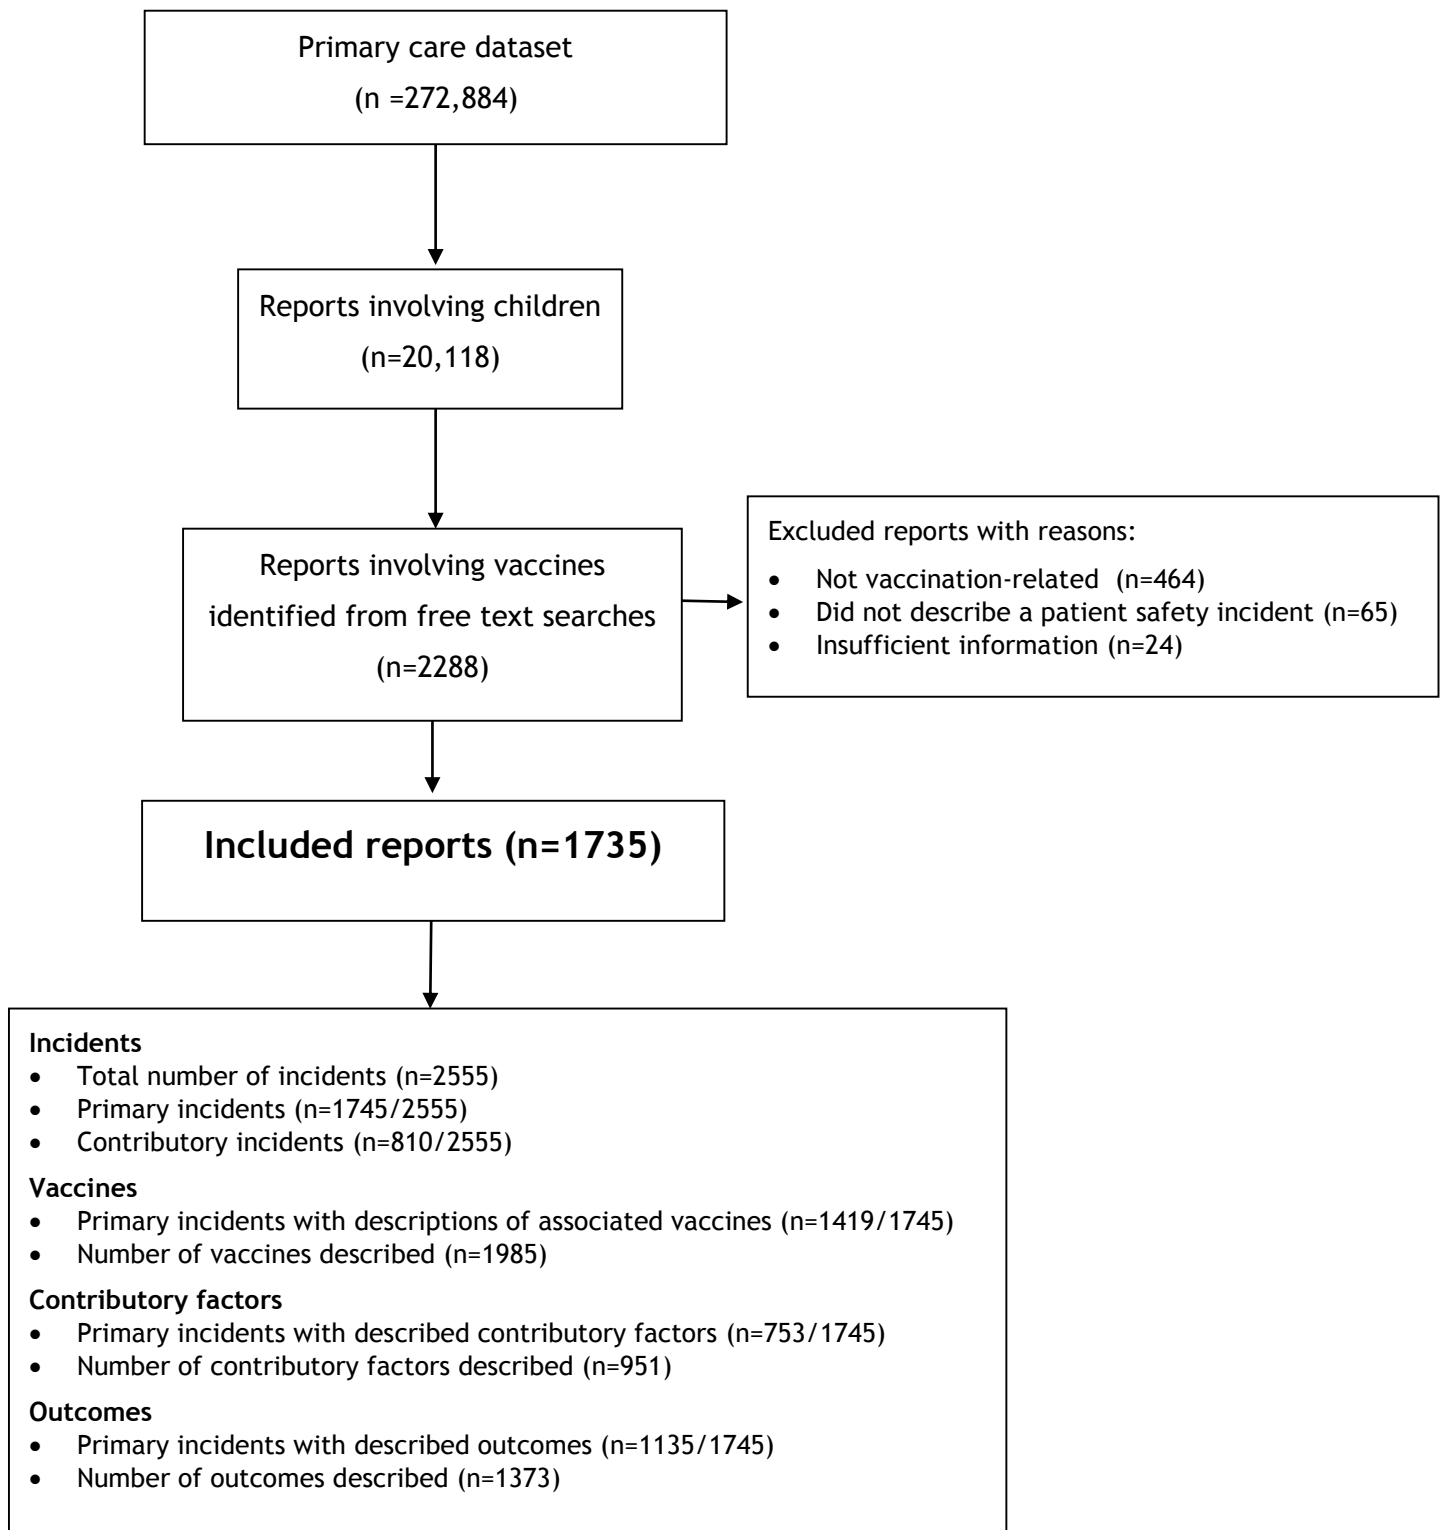 Primary care dataset
(n =272,884)
Reports involving children
(n=20,118)
Reports involving vaccines
identified from free text searches
(n=2288)
Excluded reports with reasons:
• Not vaccination-related (n=464)
• Did not describe a patient safety incident (n=65)
• Insufficient information (n=24)
Included reports (n=1735)
Incidents
• Total number of incidents (n=2555)
• Primary incidents (n=1745/2555)
• Contributory incidents (n=810/2555)
Vaccines
• Primary incidents with descriptions of associated vaccines (n=1419/1745)
• Number of vaccines described (n=1985)
Contributory factors
• Primary incidents with described contributory factors (n=753/1745)
• Number of contributory factors described (n=951)
Outcomes
• Primary incidents with described outcomes (n=1135/1745)
• Number of outcomes described (n=1373)